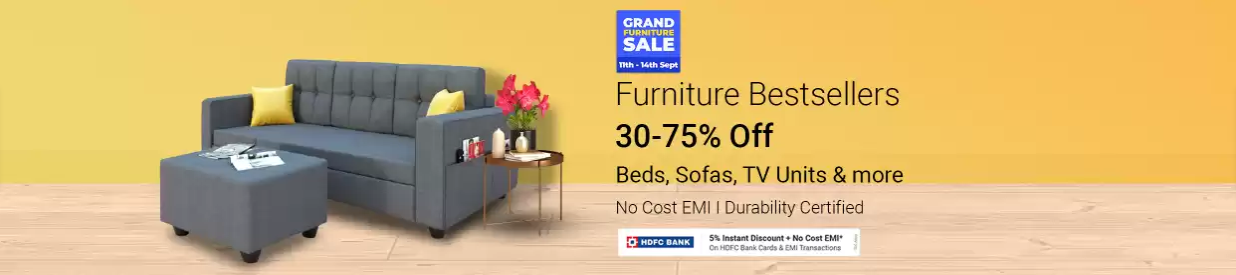 GRAND
FURNITURE
SALE
11th - 14th Sept
Furniture Bestsellers
30-75% Off
Beds, Sofas, TV Units & more
No Cost EMI I Durability Certified
HDFC BANK
5% Instant Discount + No Cost EMI*
On HDFC Bank Cards & EMI Transactions